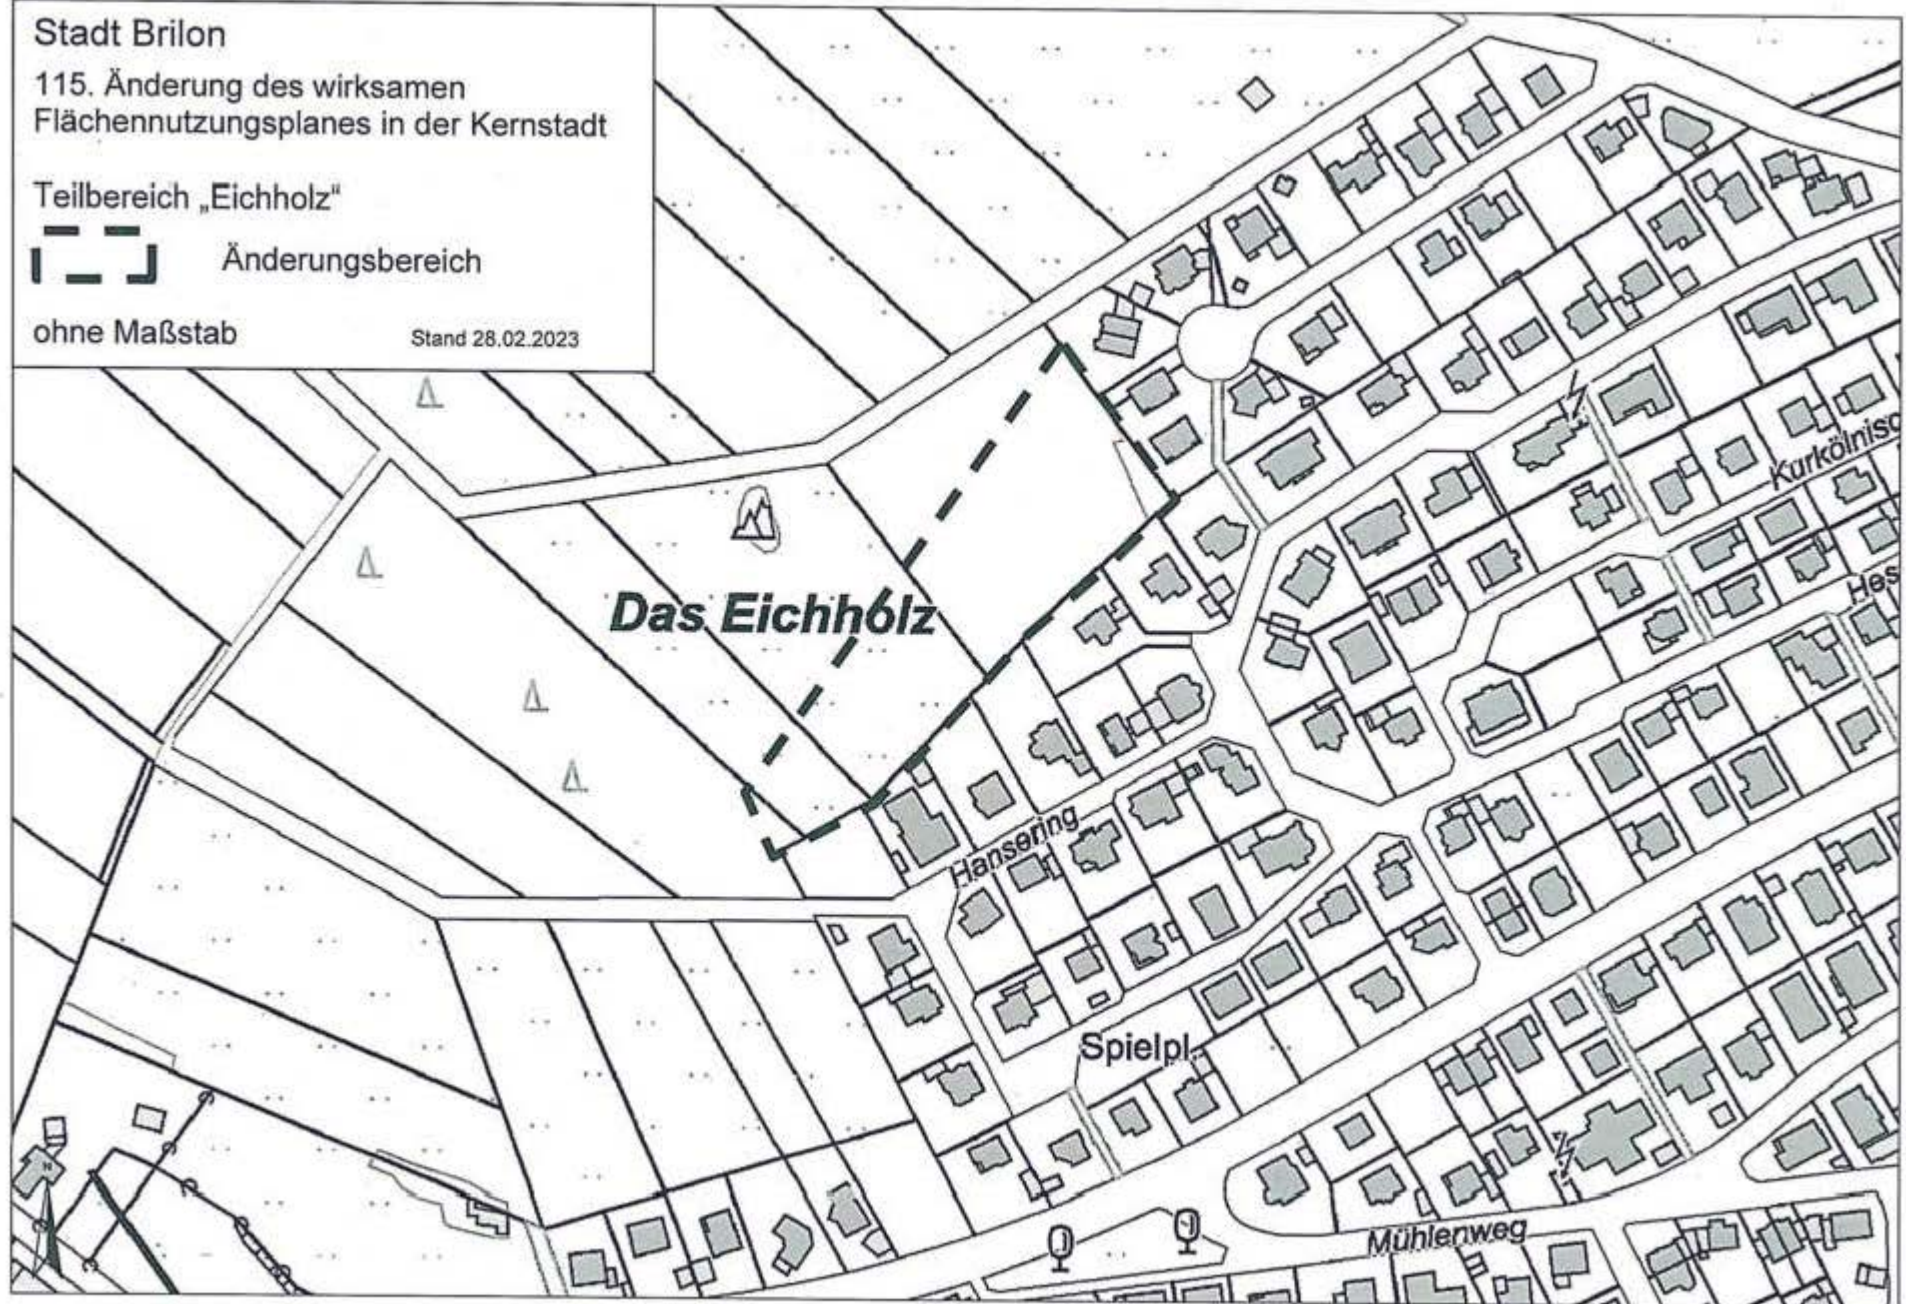 Stadt Brilon
115. Änderung des wirksamen
Flächennutzungsplanes in der Kernstadt
Teilbereich „Eichholz“
Änderungsbereich
ohne Maßstab
Stand 28.02.2023
Kurkölnisc
Hes
Das Eichholz
Hansering
Spielpl.
Mühlenweg
N